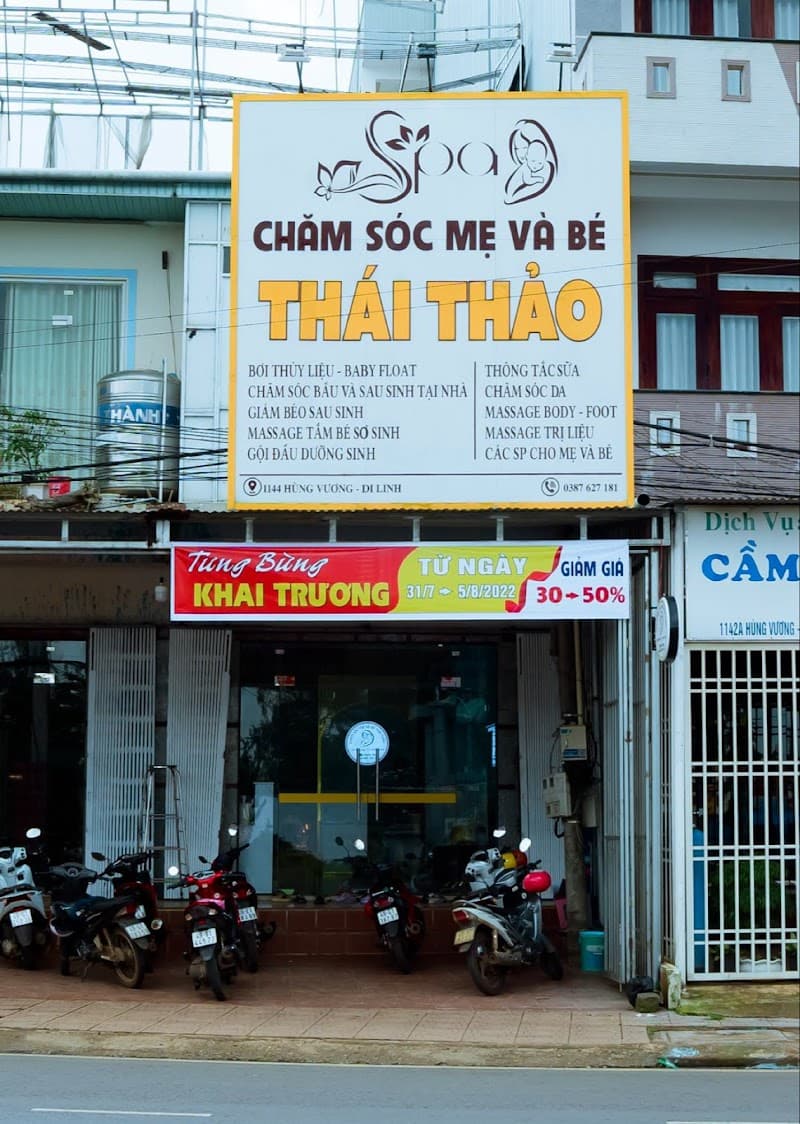 Spa
CHĂM SÓC MẸ VÀ BÉ
THÁI THẢO
BƠI THỦY LIỆU - BABY FLOAT
CHĂM SÓC BẦU VÀ SAU SINH TẠI NHÀ
GIẢM BÉO SAU SINH
MASSAGE TẮM BÉ SƠ SINH
GỘI ĐẦU DƯỠNG SINH
THÔNG TẮC SỮA
CHĂM SÓC DA
MASSAGE BODY - FOOT
MASSAGE TRỊ LIỆU
CÁC SP CHO MẸ VÀ BÉ
1144 HÙNG VƯƠNG - DI LINH
0387 627 181
THÀNH
Tưng Bừng
KHAI TRƯƠNG
TỪ NGÀY
31/7 - 5/8/2022
GIẢM GIÁ
30 - 50%
Dịch Vụ
CẦM
1142A HÙNG VƯƠNG -